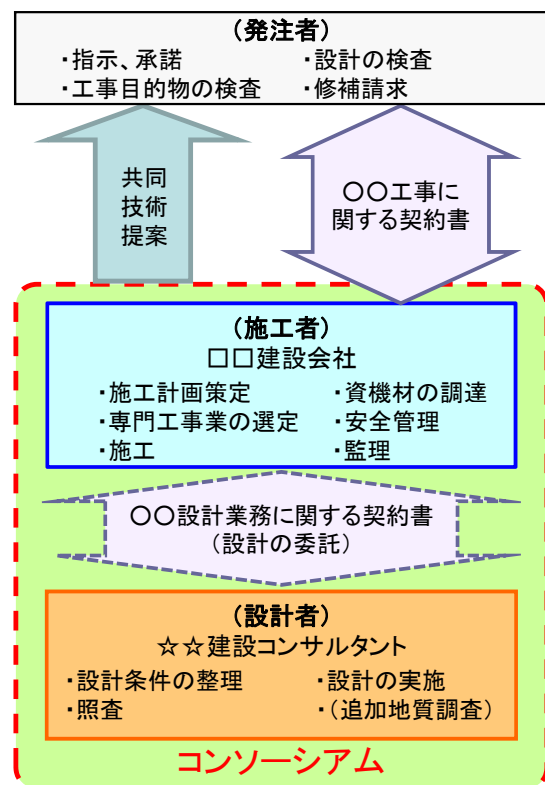 (発注者)
・指示、承諾 ・設計の検査
・工事目的物の検査 ・修補請求
共同
技術
提案
〇〇工事に
関する契約書
(施工者)
□□建設会社
・施工計画策定 ・資機材の調達
・専門工事業の選定 ・安全管理
・施工 ・監理
〇〇設計業務に関する契約書
(設計の委託)
(設計者)
☆☆建設コンサルタント
・設計条件の整理 ・設計の実施
・照査 ・(追加地質調査)
コンソーシアム